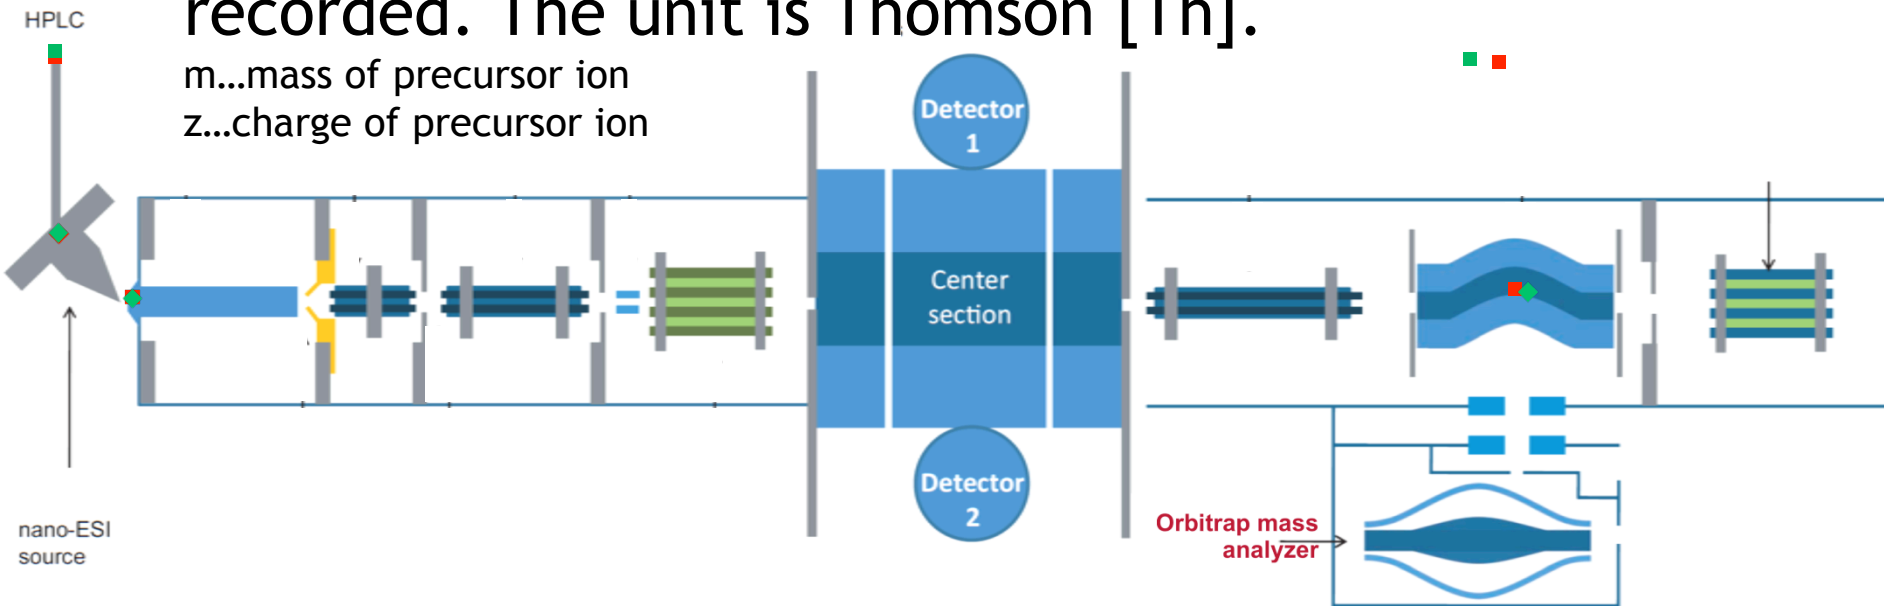 recorded. The unit is Thomson [Th].
HPLC
m...mass of precursor ion
z...charge of precursor ion
Detector
1
Center
section
Detector
2
nano-ESI
source
Orbitrap mass
analyzer